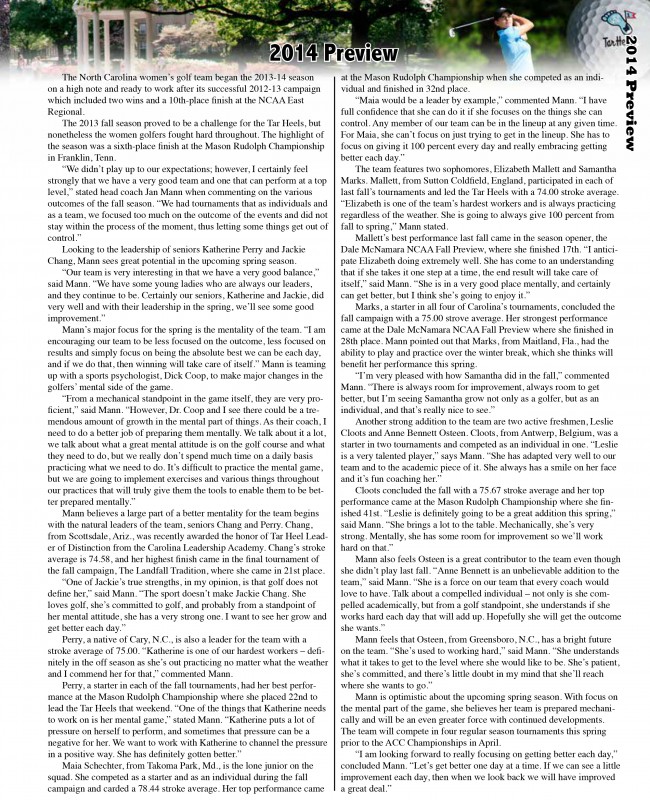 2014 Preview
Tar Heels
2014 Preview
The North Carolina women's golf team began the 2013-14 season
on a high note and ready to work after its successful 2012-13 campaign
which included two wins and a 10th-place finish at the NCAA East
Regional.
The 2013 fall season proved to be a challenge for the Tar Heels, but
nonetheless the women golfers fought hard throughout. The highlight of
the season was a sixth-place finish at the Mason Rudolph Championship
in Franklin, Tenn.
"We didn't play up to our expectations; however, I certainly feel
strongly that we have a very good team and one that can perform at a top
level," stated head coach Jan Mann when commenting on the various
outcomes of the fall season. "We had tournaments that as individuals and
as a team, we focused too much on the outcome of the events and did not
stay within the process of the moment, thus letting some things get out of
control."
Looking to the leadership of seniors Katherine Perry and Jackie
Chang, Mann sees great potential in the upcoming spring season.
"Our team is very interesting in that we have a very good balance,"
said Mann. "We have some young ladies who are always our leaders,
and they continue to be. Certainly our seniors, Katherine and Jackie, did
very well and with their leadership in the spring, we'll see some good
improvement."
Mann's major focus for the spring is the mentality of the team. "I am
encouraging our team to be less focused on the outcome, less focused on
results and simply focus on being the absolute best we can be each day,
and if we do that, then winning will take care of itself." Mann is teaming
up with a sports psychologist, Dick Coop, to make major changes in the
golfers' mental side of the game.
"From a mechanical standpoint in the game itself, they are very pro-
ficient," said Mann. "However, Dr. Coop and I see there could be a tre-
mendous amount of growth in the mental part of things. As their coach, I
need to do a better job of preparing them mentally. We talk about it a lot,
we talk about what a great mental attitude is on the golf course and what
they need to do, but we really don't spend much time on a daily basis
practicing what we need to do. It's difficult to practice the mental game,
but we are going to implement exercises and various things throughout
our practices that will truly give them the tools to enable them to be bet-
ter prepared mentally."
Mann believes a large part of a better mentality for the team begins
with the natural leaders of the team, seniors Chang and Perry. Chang,
from Scottsdale, Ariz., was recently awarded the honor of Tar Heel Lead-
er of Distinction from the Carolina Leadership Academy. Chang's stroke
average is 74.58, and her highest finish came in the final tournament of
the fall campaign, The Landfall Tradition, where she came in 21st place.
"One of Jackie's true strengths, in my opinion, is that golf does not
define her," said Mann. "The sport doesn't make Jackie Chang. She
loves golf, she's committed to golf, and probably from a standpoint of
her mental attitude, she has a very strong one. I want to see her grow and
get better each day."
Perry, a native of Cary, N.C., is also a leader for the team with a
stroke average of 75.00. "Katherine is one of our hardest workers – defi-
nitely in the off season as she's out practicing no matter what the weather
and I commend her for that," commented Mann.
Perry, a starter in each of the fall tournaments, had her best perfor-
mance at the Mason Rudolph Championship where she placed 22nd to
lead the Tar Heels that weekend. "One of the things that Katherine needs
to work on is her mental game," stated Mann. "Katherine puts a lot of
pressure on herself to perform, and sometimes that pressure can be a
negative for her. We want to work with Katherine to channel the pressure
in a positive way. She has definitely gotten better."
Maia Schechter, from Takoma Park, Md., is the lone junior on the
squad. She competed as a starter and as an individual during the fall
campaign and carded a 78.44 stroke average. Her top performance came
at the Mason Rudolph Championship when she competed as an indi-
vidual and finished in 32nd place.
"Maia would be a leader by example," commented Mann. "I have
full confidence that she can do it if she focuses on the things she can
control. Any member of our team can be in the lineup at any given time.
For Maia, she can't focus on just trying to get in the lineup. She has to
focus on giving it 100 percent every day and really embracing getting
better each day."
The team features two sophomores, Elizabeth Mallett and Samantha
Marks. Mallett, from Sutton Coldfield, England, participated in each of
last fall's tournaments and led the Tar Heels with a 74.00 stroke average.
"Elizabeth is one of the team's hardest workers and is always practicing
regardless of the weather. She is going to always give 100 percent from
fall to spring," Mann stated.
Mallett's best performance last fall came in the season opener, the
Dale McNamara NCAA Fall Preview, where she finished 17th. "I antici-
pate Elizabeth doing extremely well. She has come to an understanding
that if she takes it one step at a time, the end result will take care of
itself," said Mann. "She is in a very good place mentally, and certainly
can get better, but I think she's going to enjoy it."
Marks, a starter in all four of Carolina's tournaments, concluded the
fall campaign with a 75.00 strove average. Her strongest performance
came at the Dale McNamara NCAA Fall Preview where she finished in
28th place. Mann pointed out that Marks, from Maitland, Fla., had the
ability to play and practice over the winter break, which she thinks will
benefit her performance this spring.
"I'm very pleased with how Samantha did in the fall," commented
Mann. "There is always room for improvement, always room to get
better, but I'm seeing Samantha grow not only as a golfer, but as an
individual, and that's really nice to see."
Another strong addition to the team are two active freshmen, Leslie
Cloots and Anne Bennett Osteen. Cloots, from Antwerp, Belgium, was a
starter in two tournaments and competed as an individual in one. "Leslie
is a very talented player," says Mann. "She has adapted very well to our
team and to the academic piece of it. She always has a smile on her face
and it's fun coaching her."
Cloots concluded the fall with a 75.67 stroke average and her top
performance came at the Mason Rudolph Championship where she fin-
ished 41st. "Leslie is definitely going to be a great addition this spring,"
said Mann. "She brings a lot to the table. Mechanically, she's very
strong. Mentally, she has some room for improvement so we'll work
hard on that."
Mann also feels Osteen is a great contributor to the team even though
she didn't play last fall. "Anne Bennett is an unbelievable addition to the
team," said Mann. "She is a force on our team that every coach would
love to have. Talk about a compelled individual – not only is she com-
pelled academically, but from a golf standpoint, she understands if she
works hard each day that will add up. Hopefully she will get the outcome
she wants."
Mann feels that Osteen, from Greensboro, N.C., has a bright future
on the team. "She's used to working hard," said Mann. "She understands
what it takes to get to the level where she would like to be. She's patient,
she's committed, and there's little doubt in my mind that she'll reach
where she wants to go."
Mann is optimistic about the upcoming spring season. With focus on
the mental part of the game, she believes her team is prepared mechani-
cally and will be an even greater force with continued developments.
The team will compete in four regular season tournaments this spring
prior to the ACC Championships in April.
"I am looking forward to really focusing on getting better each day,"
concluded Mann. "Let's get better one day at a time. If we can see a little
improvement each day, then when we look back we will have improved
a great deal."